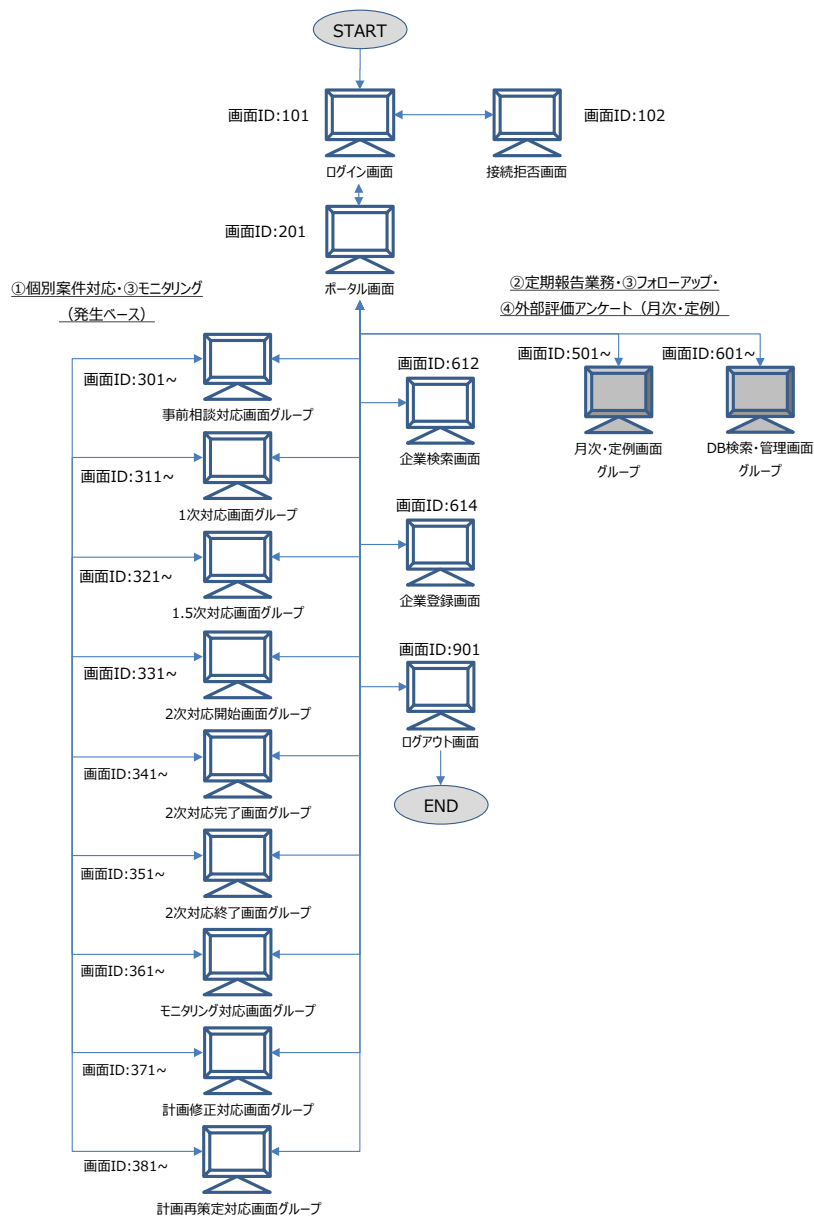 START
画面ID:101
画面ID:102
ログイン画面
接続拒否画面
画面ID:201
ポータル画面
①個別案件対応・③モニタリング
（発生ベース）
②定期報告業務・③フォローアップ・
④外部評価アンケート（月次・定例）
画面ID:301~
事前相談対応画面グループ
画面ID:612
企業検索画面
画面ID:501~
月次・定例画面
グループ
画面ID:601~
DB検索・管理画面
グループ
画面ID:311~
1次対応画面グループ
画面ID:614
企業登録画面
画面ID:321~
1.5次対応画面グループ
画面ID:331~
2次対応開始画面グループ
画面ID:901
ログアウト画面
END
画面ID:341~
2次対応完了画面グループ
画面ID:351~
2次対応終了画面グループ
画面ID:361~
モニタリング対応画面グループ
画面ID:371~
計画修正対応画面グループ
画面ID:381~
計画再策定対応画面グループ